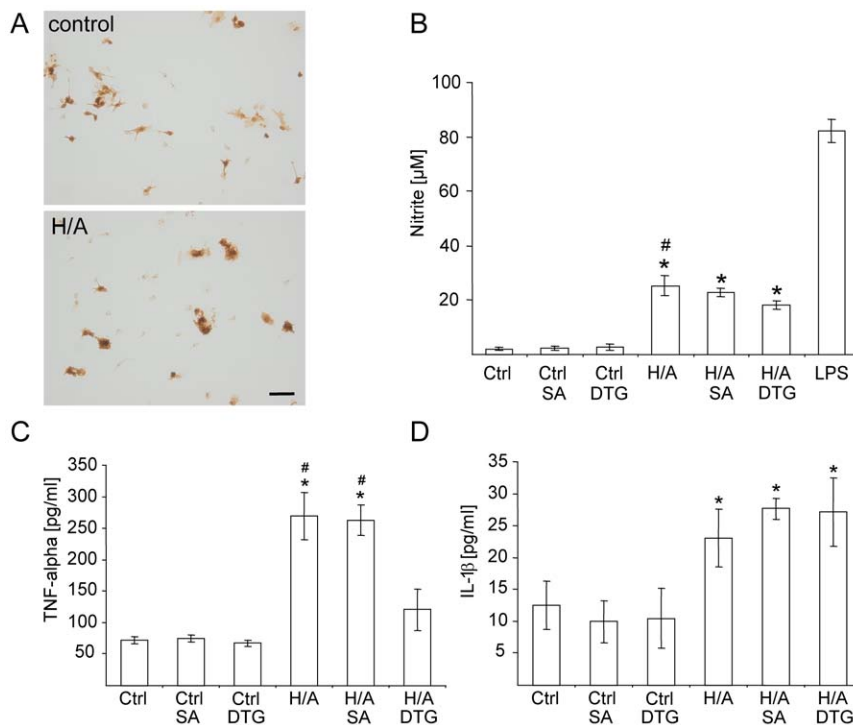 A
control
H/A
B
Nitrite [µM]
100
80
60
40
20
#
*
*
*
Ctrl
Ctrl
SA
Ctrl
DTG
H/A
H/A
SA
H/A
DTG
LPS
C
TNF-alpha [pg/ml]
350
300
250
200
150
100
50
#
*
#
*
Ctrl
Ctrl
SA
Ctrl
DTG
H/A
H/A
SA
H/A
DTG
D
IL-1β [pg/ml]
35
30
25
20
15
10
5
*
*
*
Ctrl
Ctrl
SA
Ctrl
DTG
H/A
H/A
SA
H/A
DTG